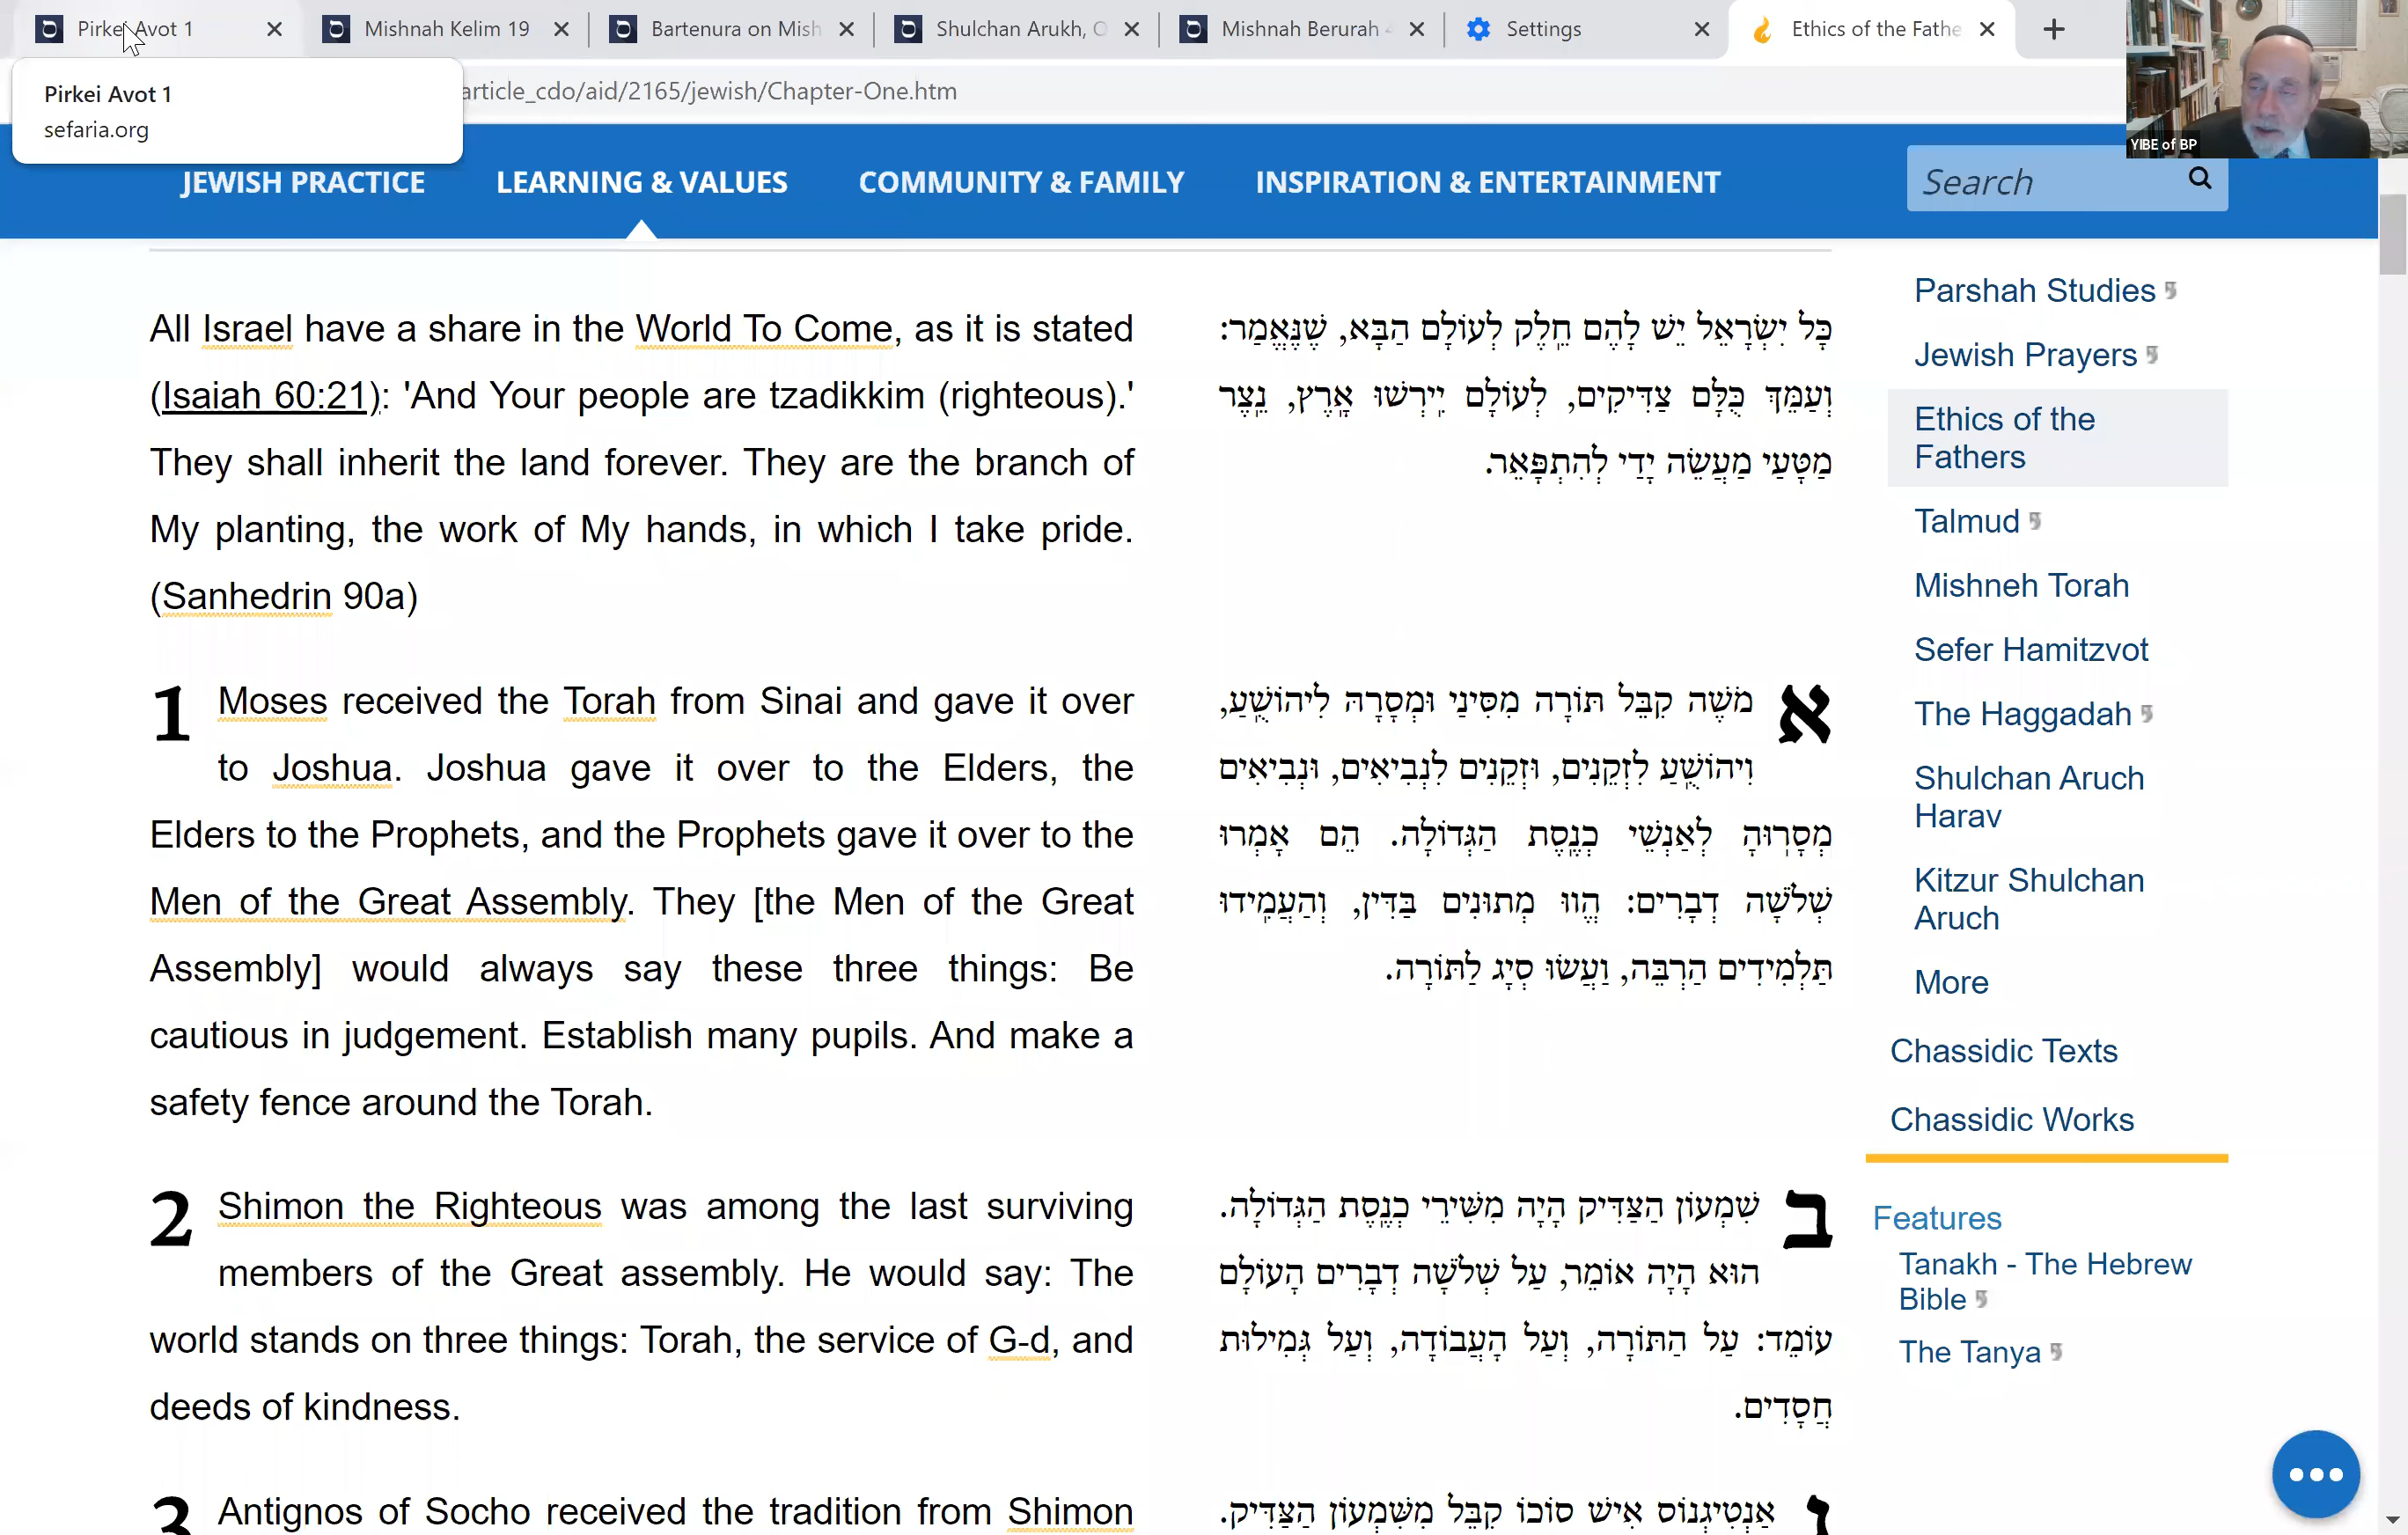 Pirkei Avot 1
Mishnah Kelim 19
Bartenura on Mish
Shulchan Arukh, O
Mishnah Berurah
Settings
Ethics of the Fathe
Pirkei Avot 1
sefaria.org
article_cdo/aid/2165/jewish/Chapter-One.htm
YIBE of BP
JEWISH PRACTICE
LEARNING & VALUES
COMMUNITY & FAMILY
INSPIRATION & ENTERTAINMENT
Search
All Israel have a share in the World To Come, as it is stated
(Isaiah 60:21): 'And Your people are tzadikkim (righteous).'
They shall inherit the land forever. They are the branch of
My planting, the work of My hands, in which I take pride.
(Sanhedrin 90a)
כָּל יִשְׂרָאֵל יֵשׁ לָהֶם חֵלֶק לְעוֹלָם הַבָּא, שֶׁנֶּאֱמַר:
וְעַמֵּךְ כֻּלָּם צַדִּיקִים, לְעוֹלָם יִירְשׁוּ אָרֶץ, נֵצֶר
מַטָּעַי מַעֲשֵׂה יָדַי לְהִתְפָּאֵר.
1 Moses received the Torah from Sinai and gave it over
to Joshua. Joshua gave it over to the Elders, the
Elders to the Prophets, and the Prophets gave it over to the
Men of the Great Assembly. They [the Men of the Great
Assembly] would always say these three things: Be
cautious in judgement. Establish many pupils. And make a
safety fence around the Torah.
א מֹשֶׁה קִבֵּל תּוֹרָה מִסִּינַי וּמְסָרָהּ לִיהוֹשֻׁעַ,
וִיהוֹשֻׁעַ לִזְקֵנִים, וּזְקֵנִים לִנְבִיאִים, וּנְבִיאִים
מְסָרוּהָ לְאַנְשֵׁי כְנֶסֶת הַגְּדוֹלָה. הֵם אָמְרוּ
שְׁלֹשָׁה דְבָרִים: הֱווּ מְתוּנִים בַּדִּין, וְהַעֲמִידוּ
תַּלְמִידִים הַרְבֵּה, וַעֲשׂוּ סְיָג לַתּוֹרָה.
2 Shimon the Righteous was among the last surviving
members of the Great assembly. He would say: The
world stands on three things: Torah, the service of G-d, and
deeds of kindness.
ב שִׁמְעוֹן הַצַּדִּיק הָיָה מִשְּׁיָרֵי כְנֶסֶת הַגְּדוֹלָה.
הוּא הָיָה אוֹמֵר, עַל שְׁלֹשָׁה דְבָרִים הָעוֹלָם
עוֹמֵד: עַל הַתּוֹרָה, וְעַל הָעֲבוֹדָה, וְעַל גְּמִילוּת
חֲסָדִים.
3 Antignos of Socho received the tradition from Shimon
אַנְטִיגְנוֹס אִישׁ סוֹכוֹ קִבֵּל מִשִּׁמְעוֹן הַצַּדִּיק.
Parshah Studies
Jewish Prayers
Ethics of the
Fathers
Talmud
Mishneh Torah
Sefer Hamitzvot
The Haggadah
Shulchan Aruch
Harav
Kitzur Shulchan
Aruch
More
Chassidic Texts
Chassidic Works
Features
Tanakh - The Hebrew
Bible
The Tanya